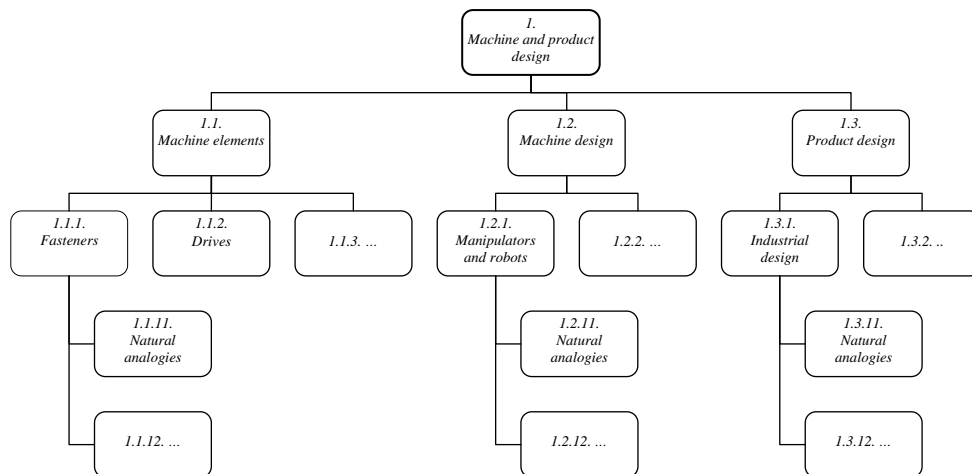 1.
Machine and product
design
1.1.
Machine elements
1.2.
Machine design
1.3.
Product design
1.1.1.
Fasteners
1.1.2.
Drives
1.1.3. ...
1.2.1.
Manipulators
and robots
1.2.2. ...
1.3.1.
Industrial
design
1.3.2. ..
1.1.11.
Natural
analogies
1.2.11.
Natural
analogies
1.3.11.
Natural
analogies
1.1.12. ...
1.2.12. ...
1.3.12. ...